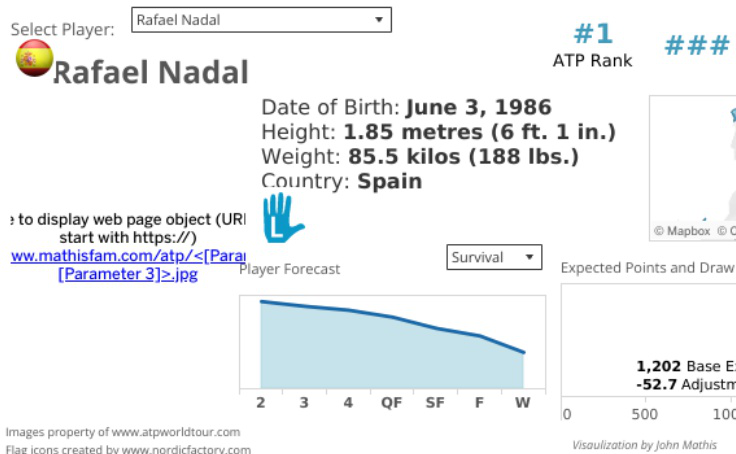 Select Player:
Rafael Nadal
#1
ATP Rank
###
Rafael Nadal
Date of Birth: June 3, 1986
Height: 1.85 metres (6 ft. 1 in.)
Weight: 85.5 kilos (188 lbs.)
Country: Spain
L
to display web page object (URL
start with https://)
ww.mathisfam.com/atp/<[Para
[Parameter 3]>.jpg
© Mapbox ©
Player Forecast
Survival
Expected Points and Draw
1,202 Base
-52.7 Adjustm
2 3 4 QF SF F W
0 500 100
Images property of www.atpworldtour.com
Flag icons created by www.nordicfactory.com
Visaulization by John Mathis